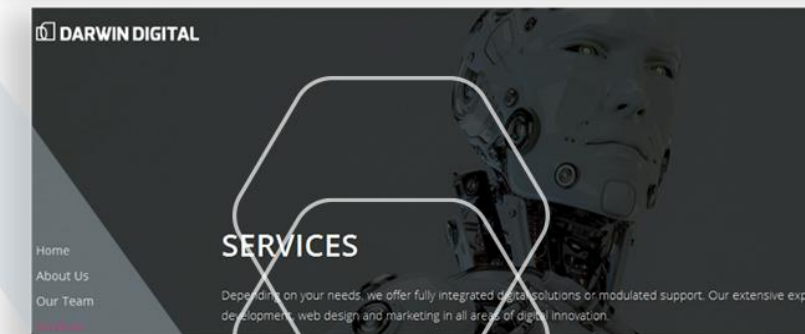 DARWIN DIGITAL
SERVICES
Home
About Us
Our Team
Depending on your needs, we offer fully integrated digital solutions or modulated support. Our extensive exp
development, web design and marketing in all areas of digital innovation.